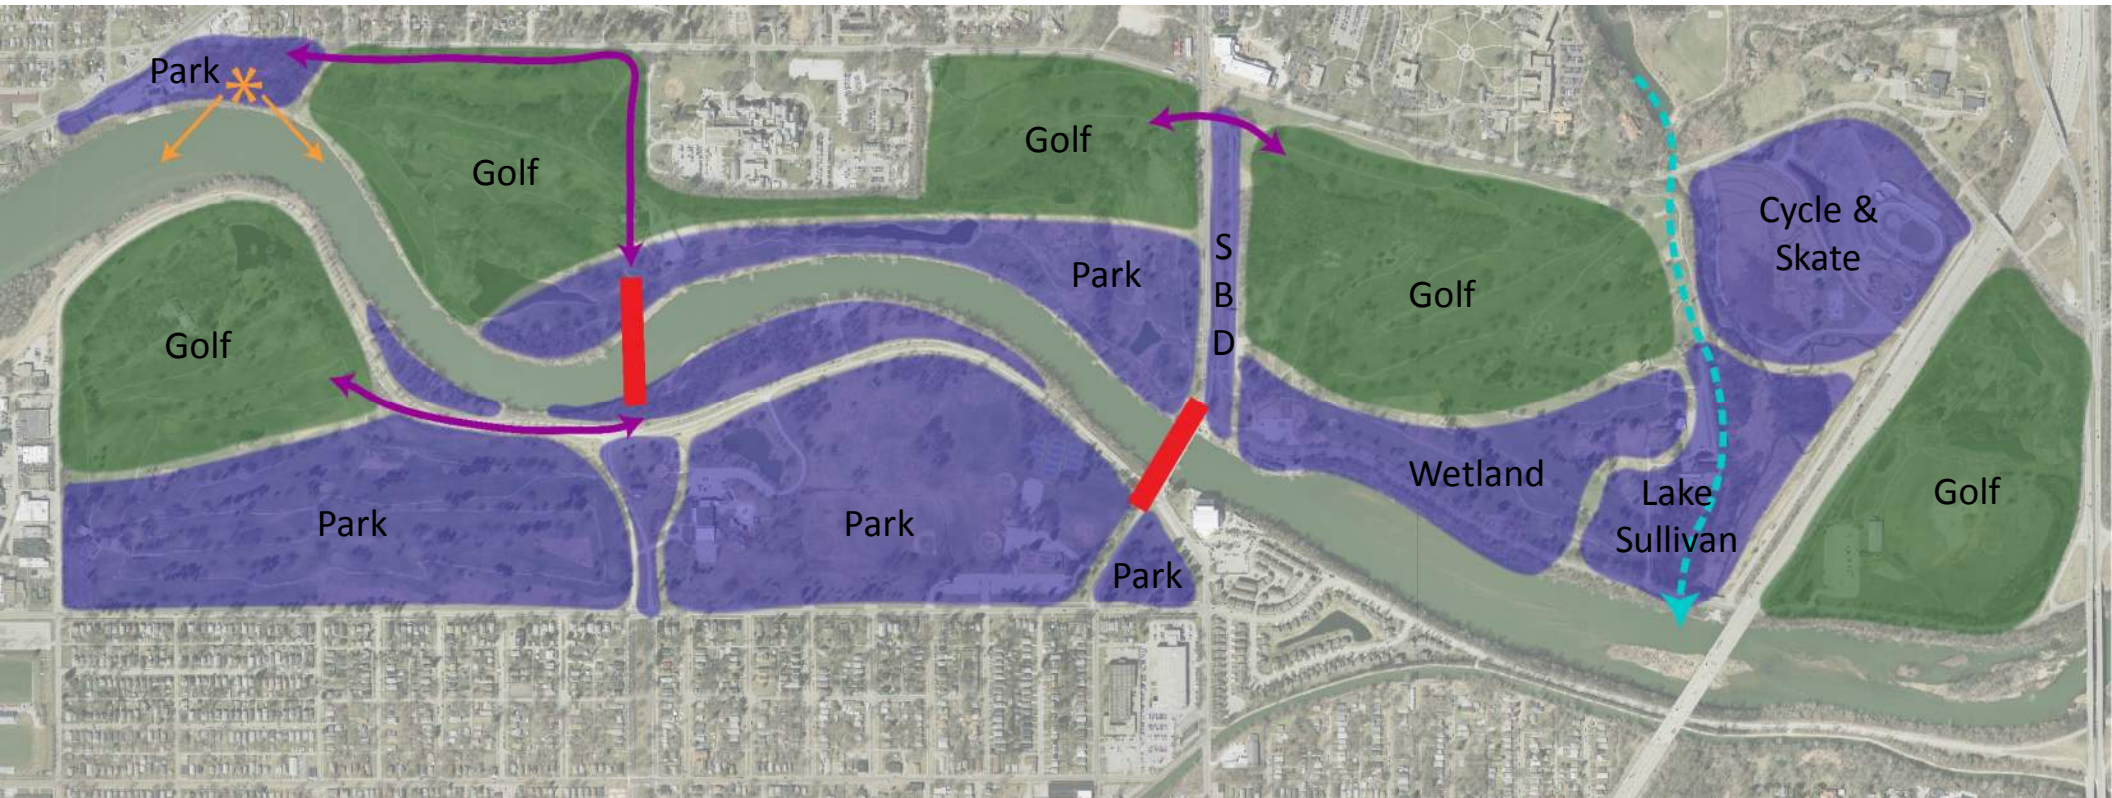 Park
Golf
Golf
Golf
Park
Golf
Cycle &
Skate
S
B
D
Golf
Park
Park
Park
Wetland
Lake
Sullivan
Golf